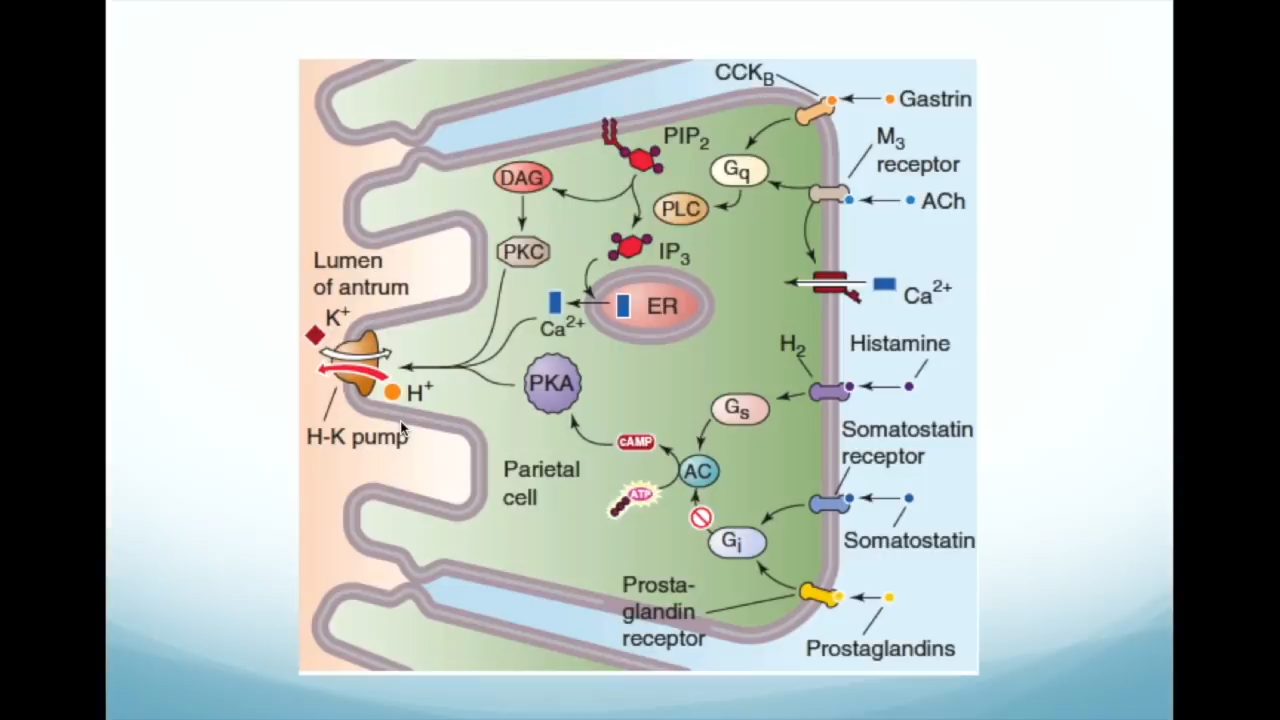 CCKB
Gastrin
M3
receptor
PIP2
Gq
DAG
PLC
ACh
PKC
IP3
Lumen
of antrum
ER
Ca2+
Ca2+
K+
H2
Histamine
PKA
H+
Gs
H-K pump
Somatostatin
receptor
cAMP
Parietal
cell
AC
ATP
Gi
Somatostatin
Prosta-
glandin
receptor
Prostaglandins